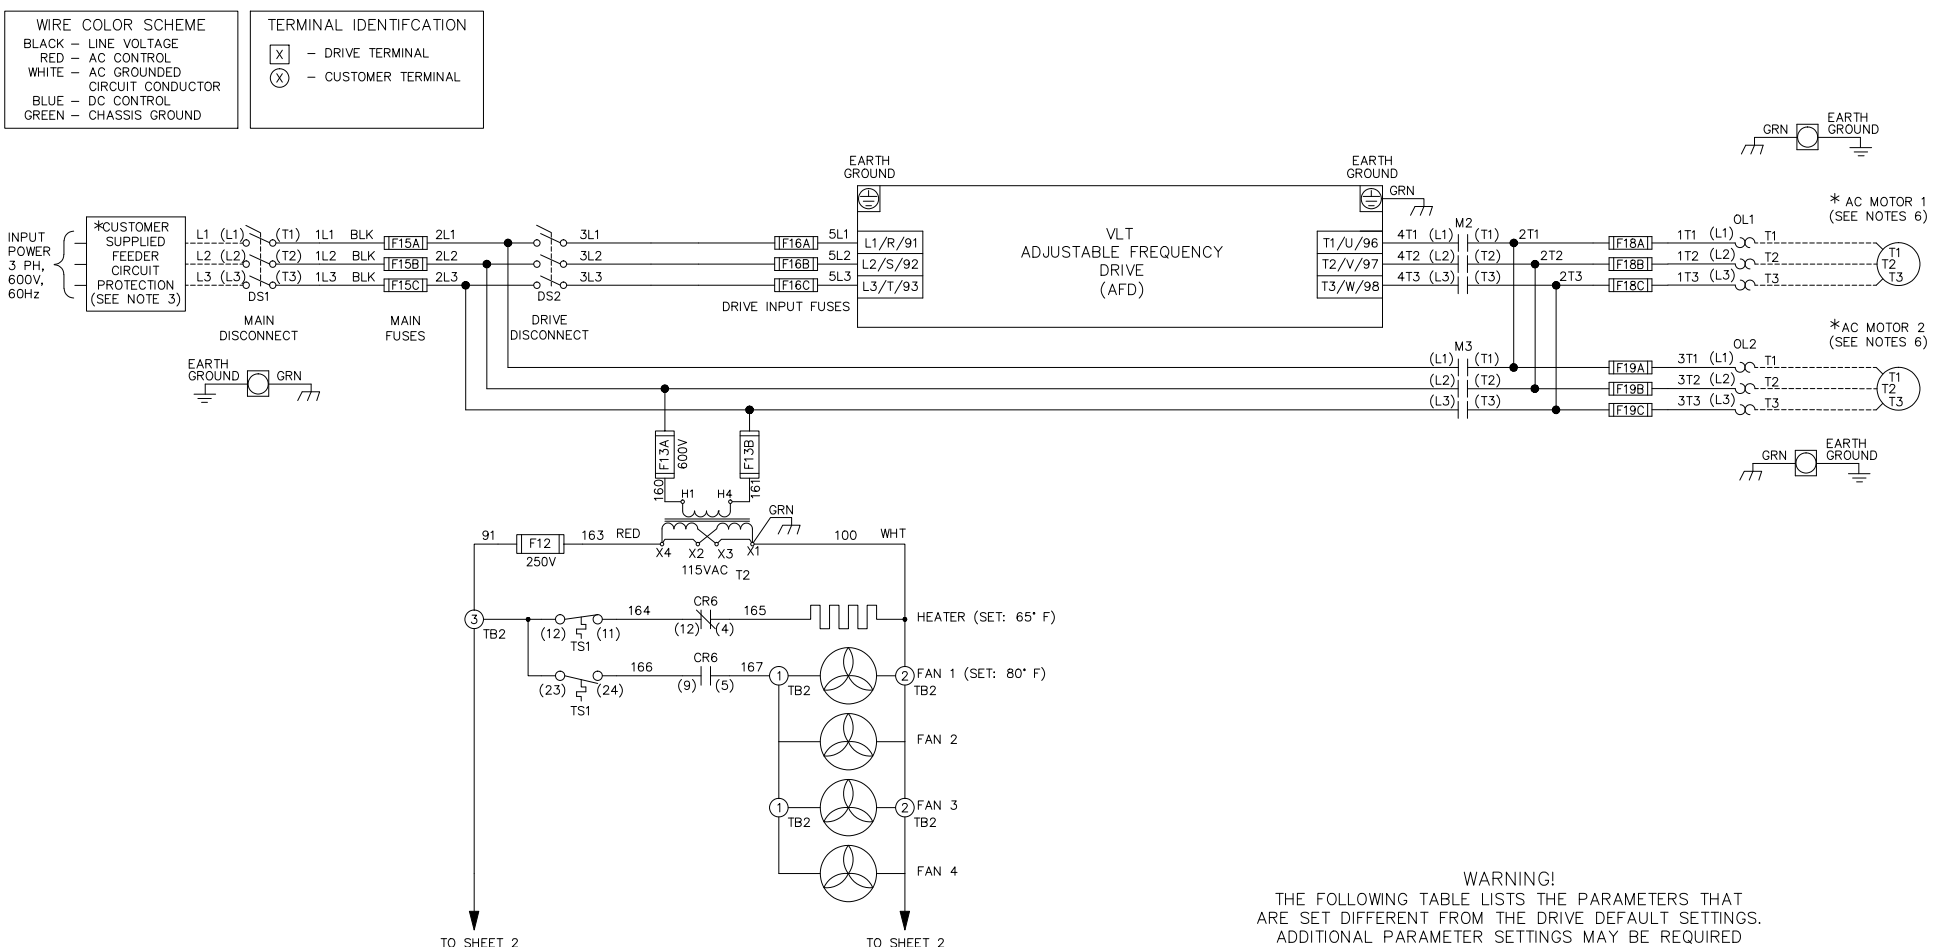 WIRE COLOR SCHEME
BLACK – LINE VOLTAGE
RED – AC CONTROL
WHITE – AC GROUNDED
CIRCUIT CONDUCTOR
BLUE – DC CONTROL
GREEN – CHASSIS GROUND
TERMINAL IDENTIFCATION
X – DRIVE TERMINAL
X – CUSTOMER TERMINAL
INPUT
POWER
3 PH,
600V,
60Hz
*CUSTOMER
SUPPLIED
FEEDER
CIRCUIT
PROTECTION
(SEE NOTE 3)
L1 (L1) (T1) 1L1 BLK F15A 2L1
L2 (L2) (T2) 1L2 BLK F15B 2L2
L3 (L3) (T3) 1L3 BLK F15C 2L3
DS1
MAIN
DISCONNECT
MAIN
FUSES
EARTH
GROUND
GRN
3L1
3L2
3L3
DS2
DRIVE
DISCONNECT
F16A 5L1
F16B 5L2
F16C 5L3
DRIVE INPUT FUSES
EARTH
GROUND
L1/R/91
L2/S/92
L3/T/93
VLT
ADJUSTABLE FREQUENCY
DRIVE
(AFD)
EARTH
GROUND
GRN
T1/U/96
T2/V/97
T3/W/98
M2
4T1 (L1) (T1) 2T1
4T2 (L2) (T2) 2T2
4T3 (L3) (T3) 2T3
OL1
F18A 1T1 (L1) T1
F18B 1T2 (L2) T2
F18C 1T3 (L3) T3
GRN
EARTH
GROUND
* AC MOTOR 1
(SEE NOTES 6)
T1
T2
T3
M3
(L1) (T1)
(L2) (T2)
(L3) (T3)
OL2
F19A 3T1 (L1) T1
F19B 3T2 (L2) T2
F19C 3T3 (L3) T3
*AC MOTOR 2
(SEE NOTES 6)
T1
T2
T3
GRN
EARTH
GROUND
F13A
600V
F13B
160
161
H1 H4
GRN
91 F12 163 RED
250V
X4 X2 X3 X1
115VAC T2
100 WHT
3
TB2
(12) (11)
TS1
164
CR6
(12) (4)
165
HEATER (SET: 65° F)
(23) (24)
TS1
166
CR6
(9) (5)
167
1
TB2
2
TB2
FAN 1 (SET: 80° F)
FAN 2
1
TB2
2
TB2
FAN 3
FAN 4
TO SHEET 2
TO SHEET 2
WARNING!
THE FOLLOWING TABLE LISTS THE PARAMETERS THAT
ARE SET DIFFERENT FROM THE DRIVE DEFAULT SETTINGS.
ADDITIONAL PARAMETER SETTINGS MAY BE REQUIRED